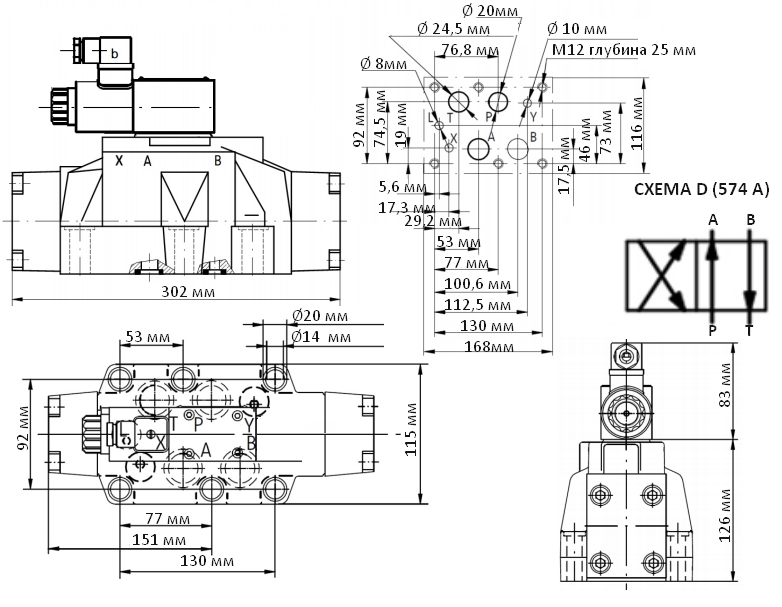 b
X A B
302 мм
Ø 20мм
Ø 24,5 мм
Ø 10 мм
76,8 мм
M12 глубина 25 мм
Ø 8мм
L T P Y
X A B
92 мм
74,5 мм
19 мм
46 мм
73 мм
116 мм
17,5 мм
5,6 мм
17,3 мм
29,2 мм
53 мм
77 мм
100,6 мм
112,5 мм
130 мм
168мм
СХЕМА D (574 A)
A B
P T
Ø20 мм
Ø14 мм
53 мм
92 мм
T P Y
X A B
115 мм
77 мм
151 мм
130 мм
83 мм
126 мм